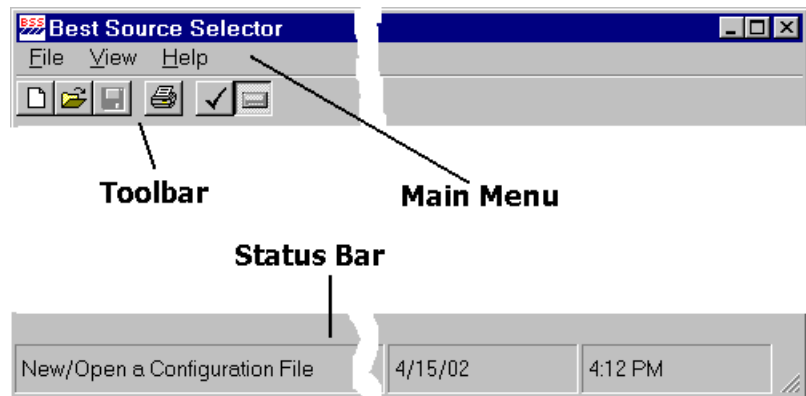 BSS Best Source Selector
File View Help
Toolbar
Main Menu
Status Bar
New/Open a Configuration File 4/15/02 4:12 PM